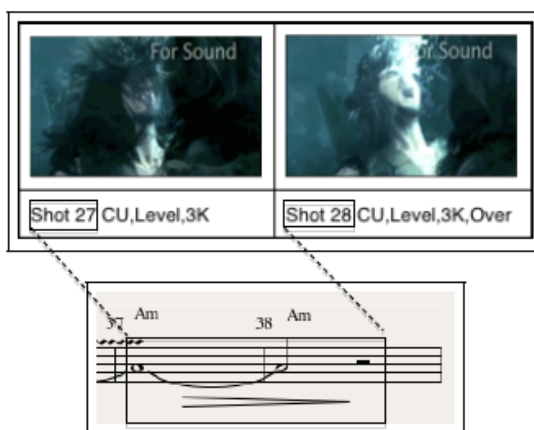 For Sound
For Sound
Shot 27 CU,Level,3K
Shot 28 CU,Level,3K,Over
37 Am
38 Am